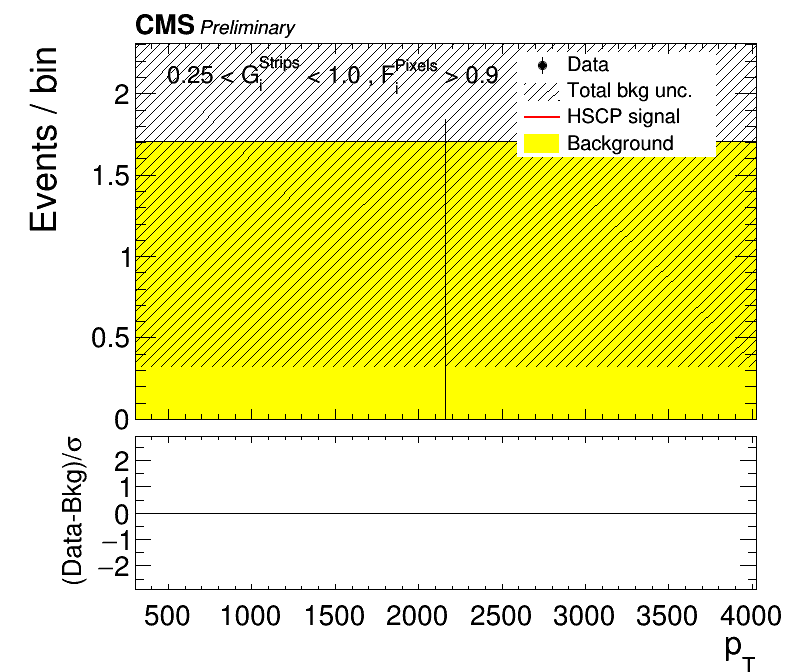 CMS Preliminary
Events / bin
0.25 < G_i^Strips < 1.0 , F_i^Pixels > 0.9
Data
Total bkg unc.
HSCP signal
Background
2
1.5
1
0.5
0
(Data-Bkg)/σ
2
1
0
−1
−2
500 1000 1500 2000 2500 3000 3500 4000
p_T